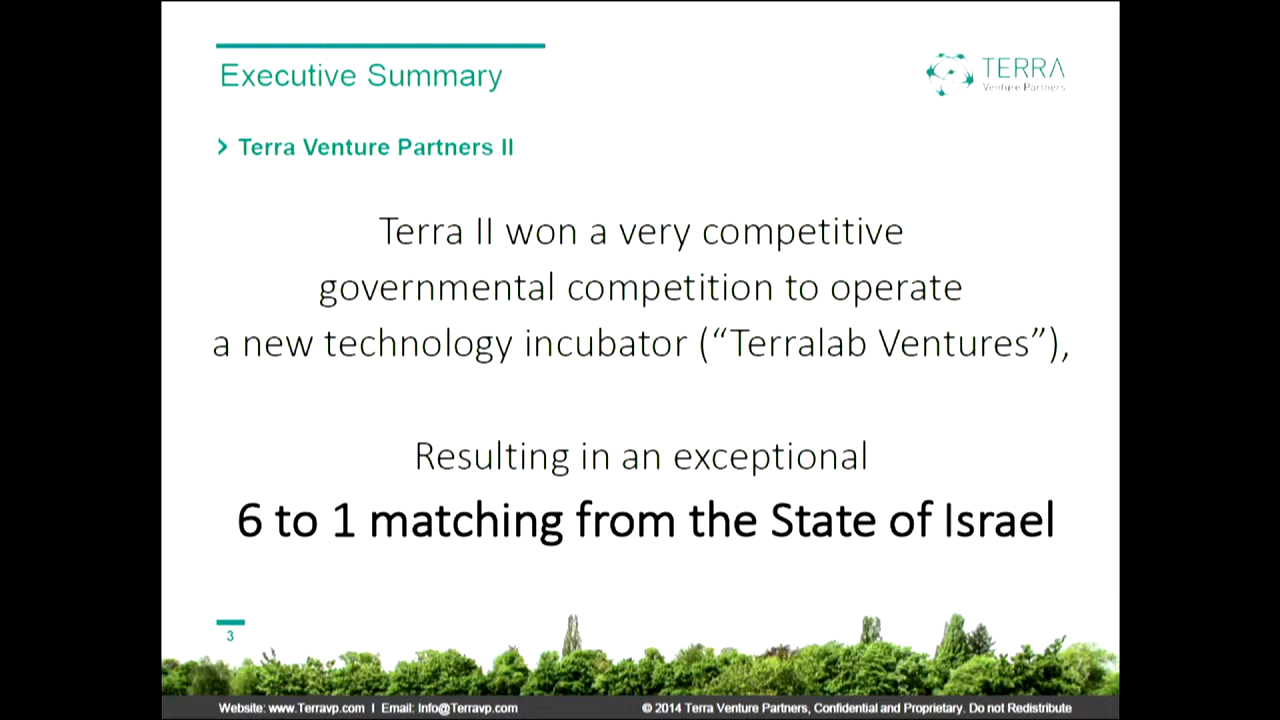 Executive Summary
TERRA
Venture Partners
› Terra Venture Partners II
Terra II won a very competitive
governmental competition to operate
a new technology incubator (“Terralab Ventures”),
Resulting in an exceptional
6 to 1 matching from the State of Israel
3
Website: www.Terravp.com I Email: Info@Terravp.com
© 2014 Terra Venture Partners, Confidential and Proprietary. Do not Redistribute